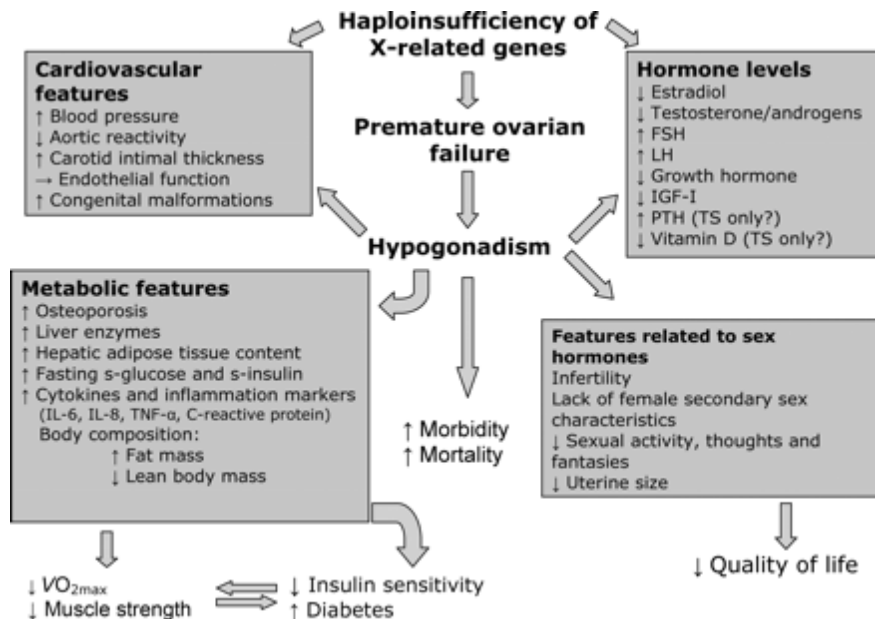 Haploinsufficiency of
X-related genes
Cardiovascular
features
↑ Blood pressure
↓ Aortic reactivity
↑ Carotid intimal thickness
→ Endothelial function
↑ Congenital malformations
Hormone levels
↓ Estradiol
↓ Testosterone/androgens
↑ FSH
↑ LH
↓ Growth hormone
↓ IGF-I
↑ PTH (TS only?)
↓ Vitamin D (TS only?)
Premature ovarian
failure
Hypogonadism
Metabolic features
↑ Osteoporosis
↑ Liver enzymes
↑ Hepatic adipose tissue content
↑ Fasting s-glucose and s-insulin
↑ Cytokines and inflammation markers
(IL-6, IL-8, TNF-α, C-reactive protein)
Body composition:
↑ Fat mass
↓ Lean body mass
Features related to sex
hormones
Infertility
Lack of female secondary sex
characteristics
↓ Sexual activity, thoughts and
fantasies
↓ Uterine size
↑ Morbidity
↑ Mortality
↓ Quality of life
↓ VO2max
↓ Muscle strength
↓ Insulin sensitivity
↑ Diabetes